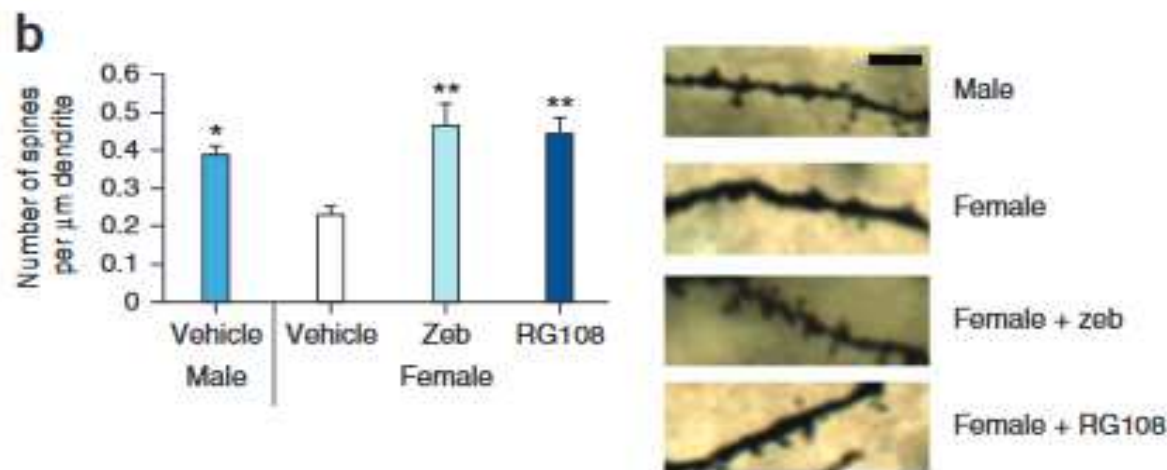 b
Number of spines
per μm dendrite
0.6
0.5
0.4
0.3
0.2
0.1
0
*
**
**
Vehicle
Vehicle
Zeb
RG108
Male
Female
Male
Female
Female + zeb
Female + RG108